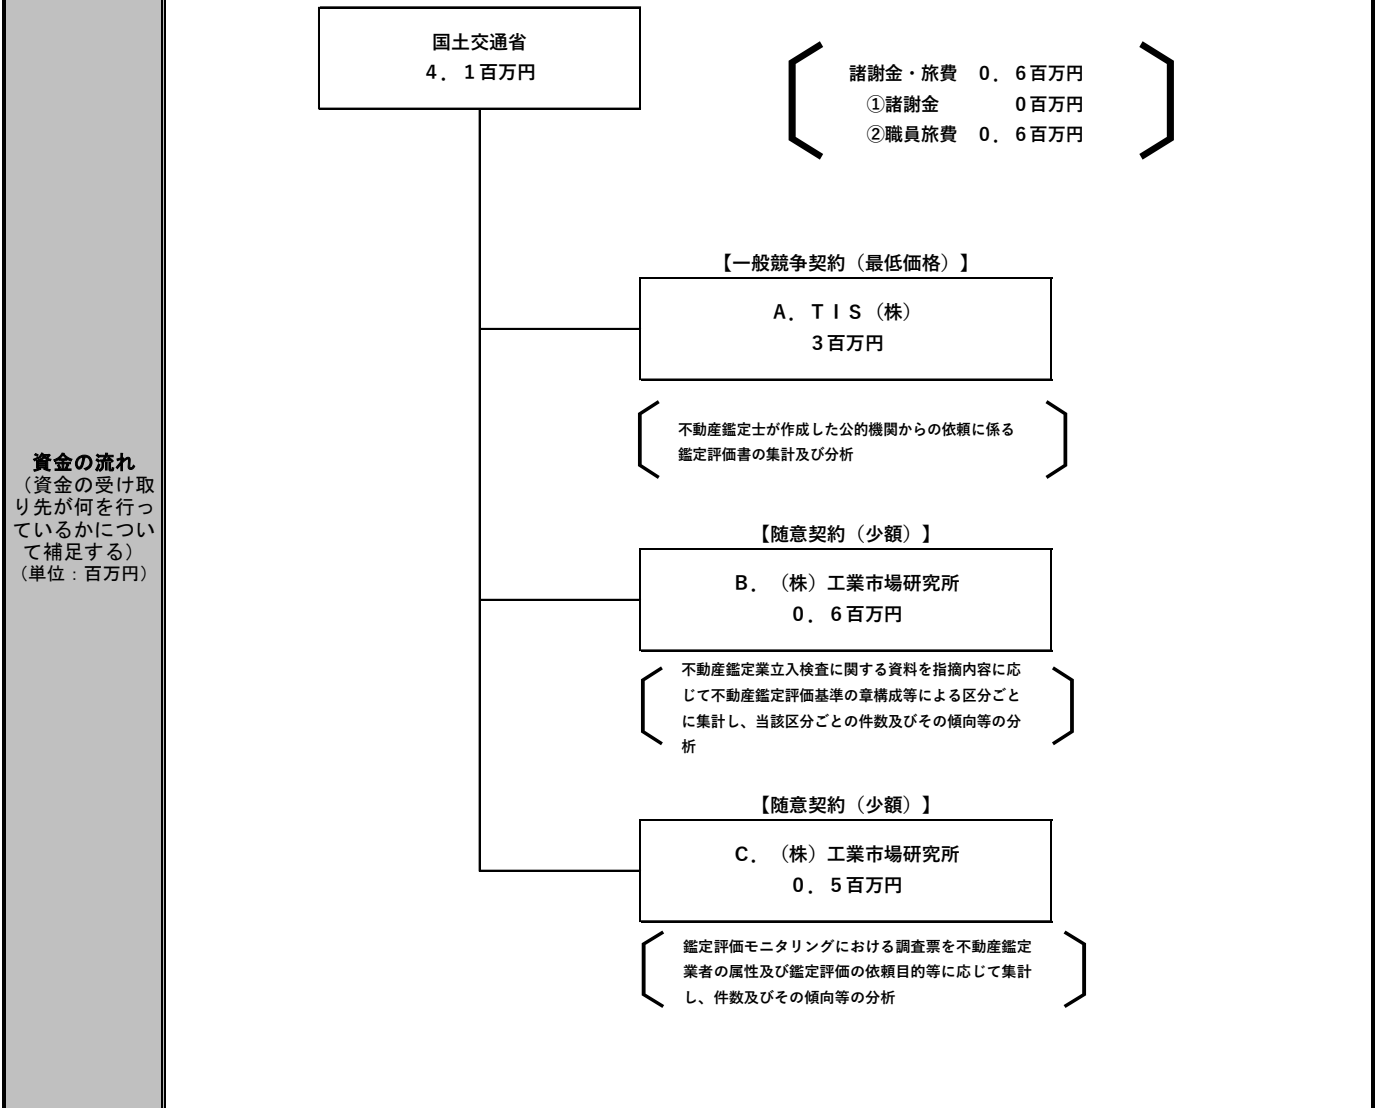 国土交通省
４．１百万円
諸謝金・旅費　０．６百万円
①諸謝金　　　　０百万円
②職員旅費　０．６百万円
【一般競争契約（最低価格）】
A．ＴＩＳ（株）
３百万円
不動産鑑定士が作成した公的機関からの依頼に係る
鑑定評価書の集計及び分析
資金の流れ
（資金の受け取
り先が何を行っ
ているかについ
て補足する）
（単位：百万円）
【随意契約（少額）】
B．（株）工業市場研究所
０．６百万円
不動産鑑定業立入検査に関する資料を指摘内容に応
じて不動産鑑定評価基準の章構成等による区分ごと
に集計し、当該区分ごとの件数及びその傾向等の分
析
【随意契約（少額）】
C．（株）工業市場研究所
０．５百万円
鑑定評価モニタリングにおける調査票を不動産鑑定
業者の属性及び鑑定評価の依頼目的等に応じて集計
し、件数及びその傾向等の分析